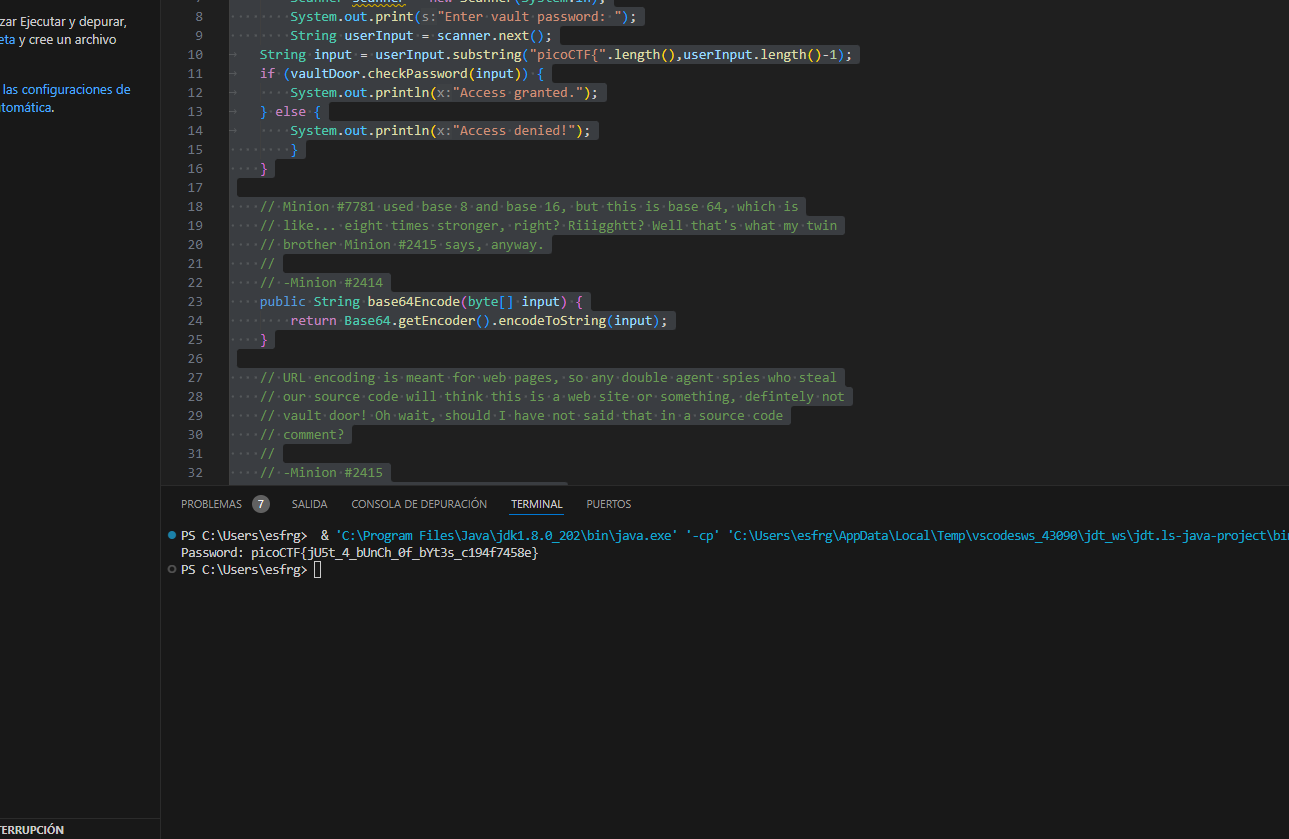 zar Ejecutar y depurar,
eta y cree un archivo
las configuraciones de
tomática.
8 System.out.print(s:"Enter vault password: ");
9 String userInput = scanner.next();
10 String input = userInput.substring("picoCTF{".length(),userInput.length()-1);
11 if (vaultDoor.checkPassword(input)) {
12 System.out.println(x:"Access granted.");
13 } else {
14 System.out.println(x:"Access denied!");
15 }
16 }
17
18 // Minion #7781 used base 8 and base 16, but this is base 64, which is
19 // like... eight times stronger, right? Riiigghtt? Well that's what my twin
20 // brother Minion #2415 says, anyway.
21 //
22 // -Minion #2414
23 public String base64Encode(byte[] input) {
24 return Base64.getEncoder().encodeToString(input);
25 }
26
27 // URL encoding is meant for web pages, so any double agent spies who steal
28 // our source code will think this is a web site or something, defintely not
29 // vault door! Oh wait, should I have not said that in a source code
30 // comment?
31 //
32 // -Minion #2415
PROBLEMAS 7 SALIDA CONSOLA DE DEPURACIÓN TERMINAL PUERTOS
PS C:\Users\esfrg> & 'C:\Program Files\Java\jdk1.8.0_202\bin\java.exe' '-cp' 'C:\Users\esfrg\AppData\Local\Temp\vscodesws_43090\jdt_ws\jdt.ls-java-project\bin
Password: picoCTF{jU5t_4_bUnCh_0f_bYt3s_c194f7458e}
PS C:\Users\esfrg>
TERRUPCIÓN